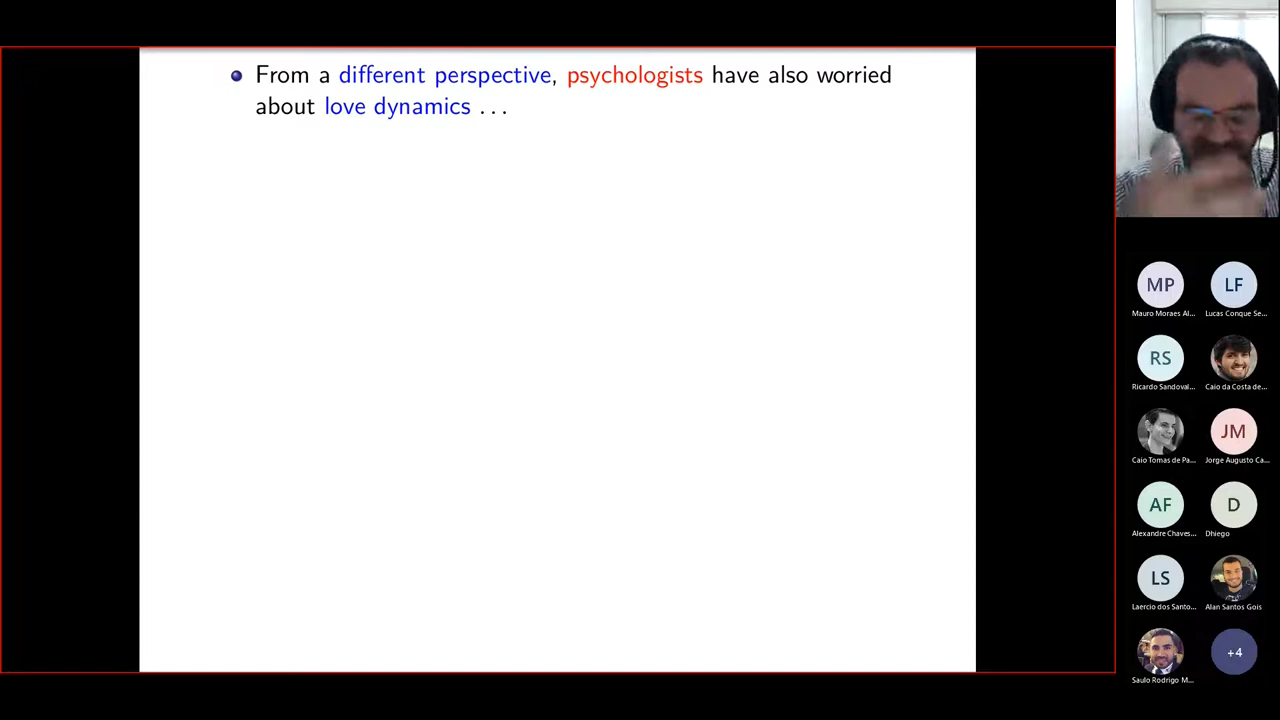 From a different perspective, psychologists have also worried
about love dynamics ...
MP
LF
Mauro Moraes Al...
Lucas Conque Se...
RS
Ricardo Sandoval...
Caio da Costa de...
JM
Caio Tomas de Pa...
Jorge Augusto Ca...
AF
D
Alexandre Chaves...
Dhiego
LS
Laercio dos Santo...
Alan Santos Gois
+4
Saulo Rodrigo M...